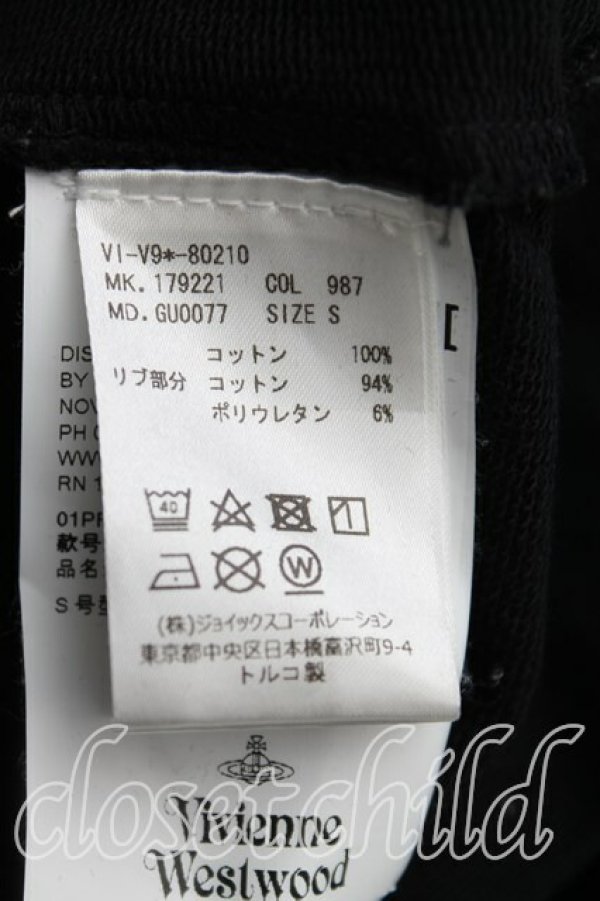 VI-V9*-80210
MK. 179221 COL 987
MD. GU0077 SIZE S
コットン 100%
リブ部分 コットン 94%
ポリウレタン 6%
40
W
(株)ジョイックスコーポレーション
東京都中央区日本橋富沢町9-4
トルコ製
DIS
BY
NOV
PH
WWW
RN 1
01PF
款号
品名
S 号型
[
Vivienne
Westwood
closetchild